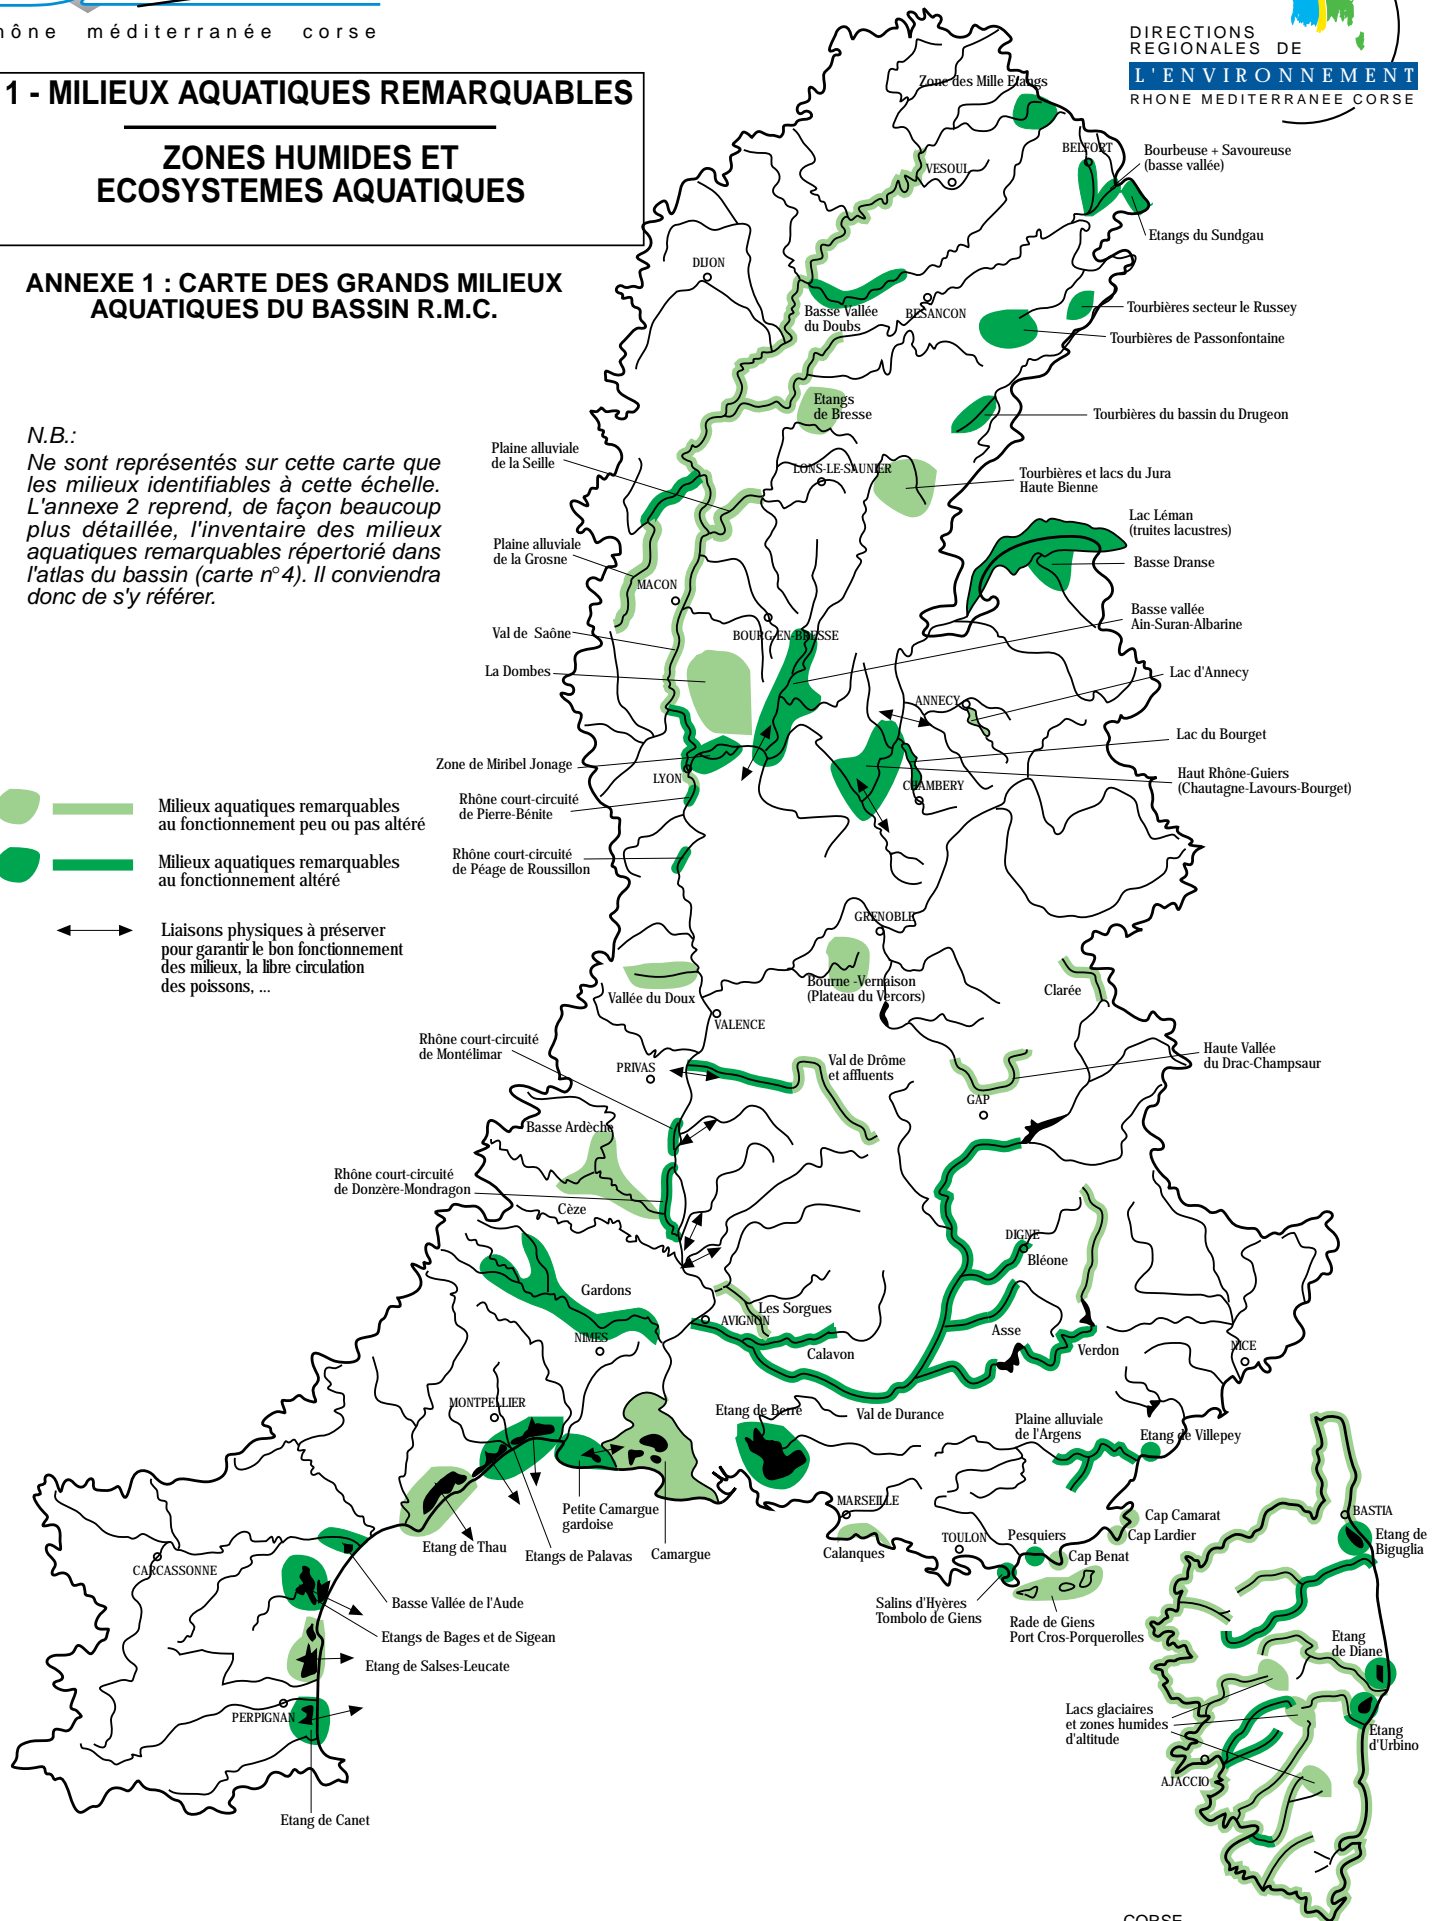 hône méditerranée corse
DIRECTIONS
REGIONALES DE
L'ENVIRONNEMENT
RHONE MEDITERRANEE CORSE
1 - MILIEUX AQUATIQUES REMARQUABLES
ZONES HUMIDES ET
ECOSYSTEMES AQUATIQUES
ANNEXE 1 : CARTE DES GRANDS MILIEUX
AQUATIQUES DU BASSIN R.M.C.
N.B.:
Ne sont représentés sur cette carte que
les milieux identifiables à cette échelle.
L'annexe 2 reprend, de façon beaucoup
plus détaillée, l'inventaire des milieux
aquatiques remarquables répertorié dans
l'atlas du bassin (carte n°4). Il conviendra
donc de s'y référer.
Milieux aquatiques remarquables
au fonctionnement peu ou pas altéré
Milieux aquatiques remarquables
au fonctionnement altéré
Liaisons physiques à préserver
pour garantir le bon fonctionnement
des milieux, la libre circulation
des poissons, ...
Zone des Mille Etangs
BELFORT
Bourbeuse + Savoureuse
(basse vallée)
VESOUL
Etangs du Sundgau
DIJON
Basse Vallée
du Doubs
BESANCON
Tourbières secteur le Russey
Tourbières de Passonfontaine
Etangs
de Bresse
Tourbières du bassin du Drugeon
Plaine alluviale
de la Seille
LONS-LE-SAUNIER
Tourbières et lacs du Jura
Haute Bienne
Lac Léman
(truites lacustres)
Plaine alluviale
de la Grosne
Basse Dranse
MACON
Basse vallée
Ain-Suran-Albarine
Val de Saône
BOURG-EN-BRESSE
La Dombes
Lac d'Annecy
ANNECY
Lac du Bourget
Zone de Miribel Jonage
LYON
CHAMBERY
Haut Rhône-Guiers
(Chautagne-Lavours-Bourget)
Rhône court-circuité
de Pierre-Bénite
Rhône court-circuité
de Péage de Roussillon
GRENOBLE
Vallée du Doux
Bourne -Vernaison
(Plateau du Vercors)
Clarée
VALENCE
Rhône court-circuité
de Montélimar
PRIVAS
Val de Drôme
et affluents
Haute Vallée
du Drac-Champsaur
GAP
Basse Ardèche
Rhône court-circuité
de Donzère-Mondragon
Cèze
DIGNE
Bléone
Gardons
Les Sorgues
AVIGNON
NIMES
Calavon
Asse
Verdon
NICE
MONTPELLIER
Etang de Berre
Val de Durance
Plaine alluviale
de l'Argens
Etang de Villepey
Petite Camargue
gardoise
MARSEILLE
Cap Camarat
Cap Lardier
BASTIA
Etang de
Biguglia
Etang de Thau
Etangs de Palavas
Camargue
Calanques
TOULON
Pesquiers
Cap Benat
CARCASSONNE
Basse Vallée de l'Aude
Salins d'Hyères
Tombolo de Giens
Rade de Giens
Port Cros-Porquerolles
Etangs de Bages et de Sigean
Etang
de Diane
Etang de Salses-Leucate
PERPIGNAN
Lacs glaciaires
et zones humides
d'altitude
Etang
d'Urbino
AJACCIO
Etang de Canet
CORSE